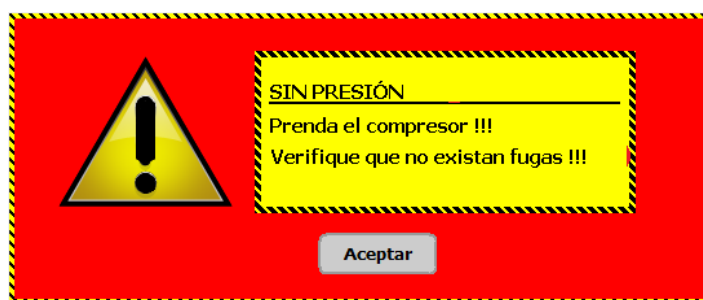 SIN PRESIÓN
Prenda el compresor !!!
Verifique que no existan fugas !!!
Aceptar